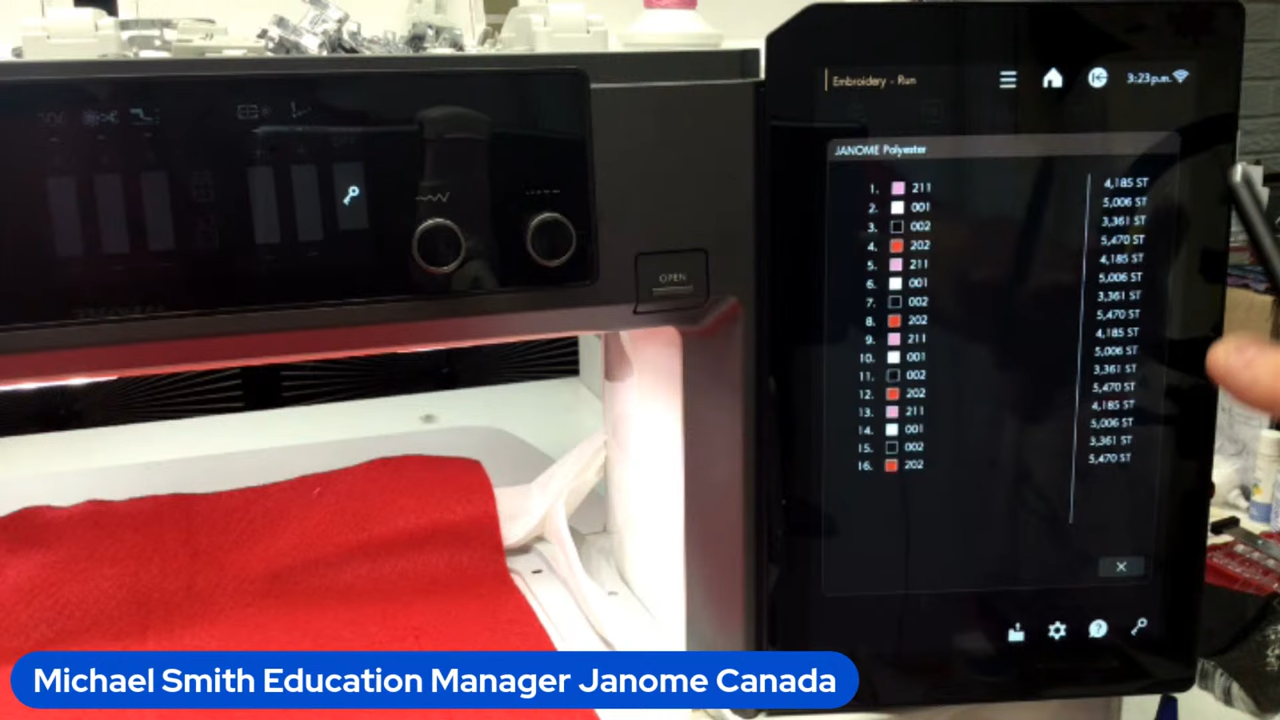 Embroidery - Run
3:23p.m.
JANOME Polyester
1. 211 4,185 ST
2. 001 5,006 ST
3. 002 3,361 ST
4. 202 5,470 ST
5. 211 4,185 ST
6. 001 5,006 ST
7. 002 3,361 ST
8. 202 5,470 ST
9. 211 4,185 ST
10. 001 5,006 ST
11. 002 3,361 ST
12. 202 5,470 ST
13. 211 4,185 ST
14. 001 5,006 ST
15. 002 3,361 ST
16. 202 5,470 ST
OPEN
Michael Smith Education Manager Janome Canada